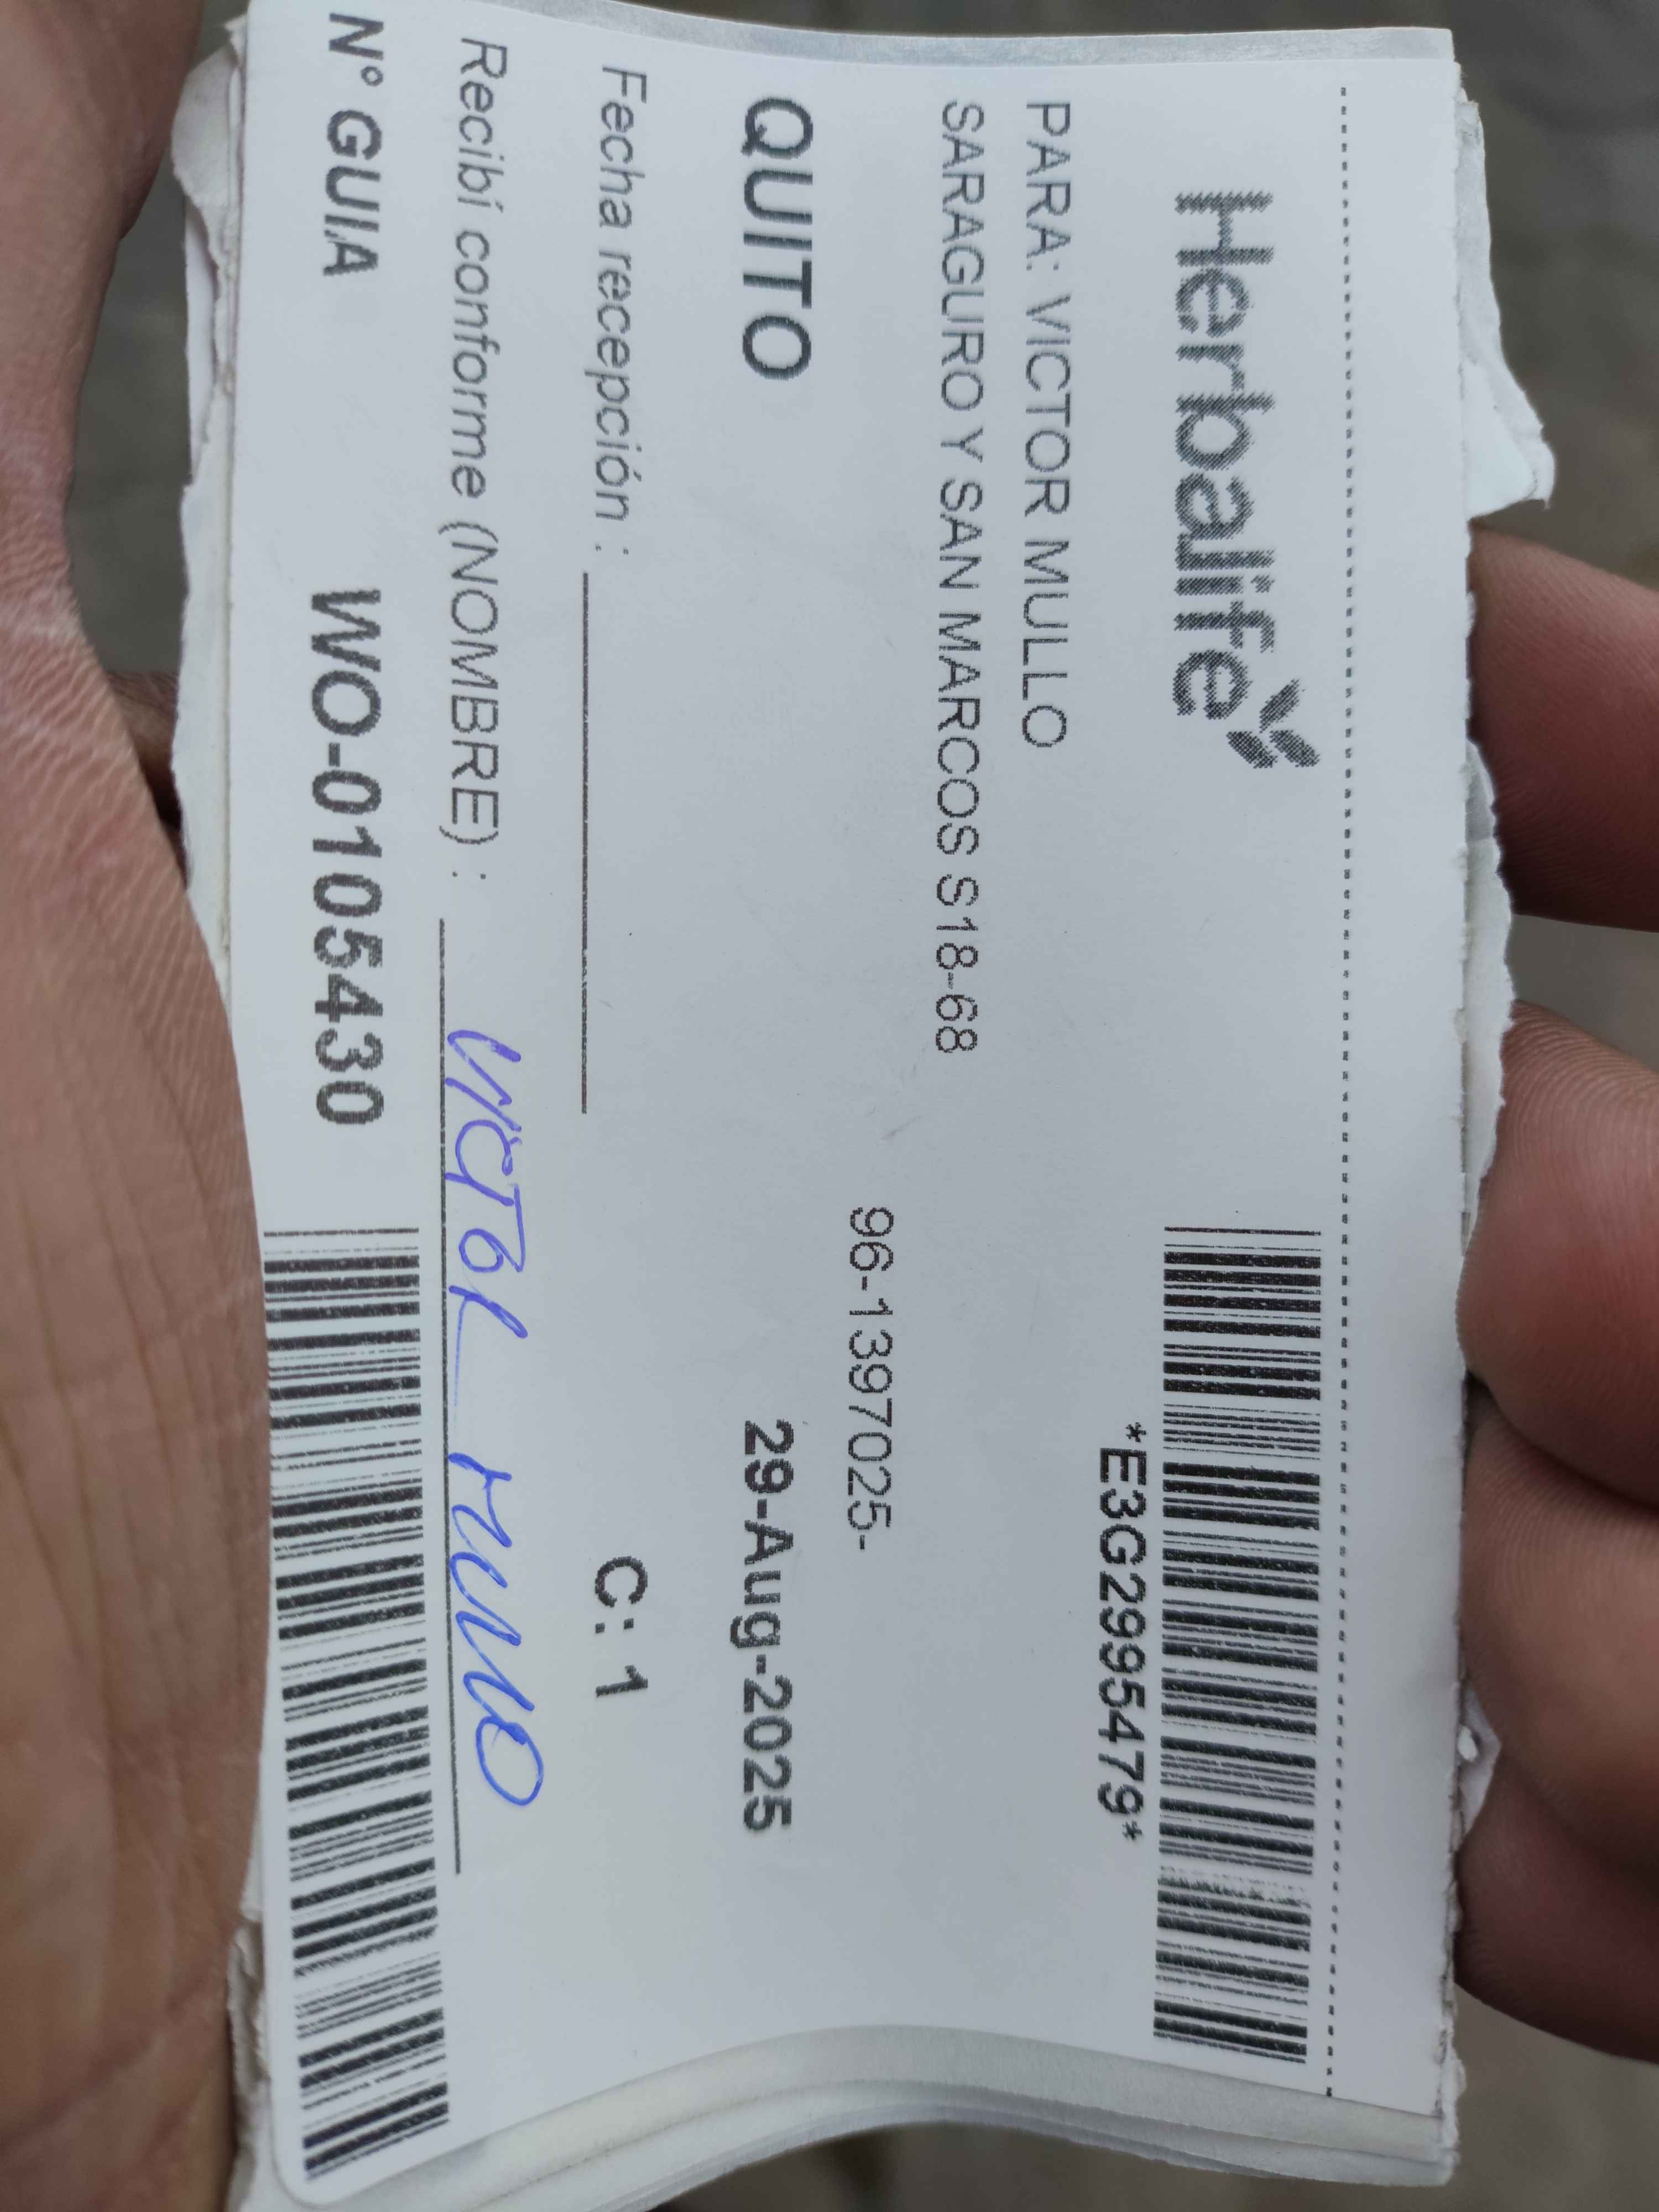 Herbalife
*E3G2995479*
PARA: VICTOR MULLO
SARAGURO Y SAN MARCOS S18-68
96-1397025-
QUITO 29-Aug-2025
Fecha recepción : C: 1
Recibí conforme (NOMBRE) : VICTOR MULLO
N° GUIA WO-0105430